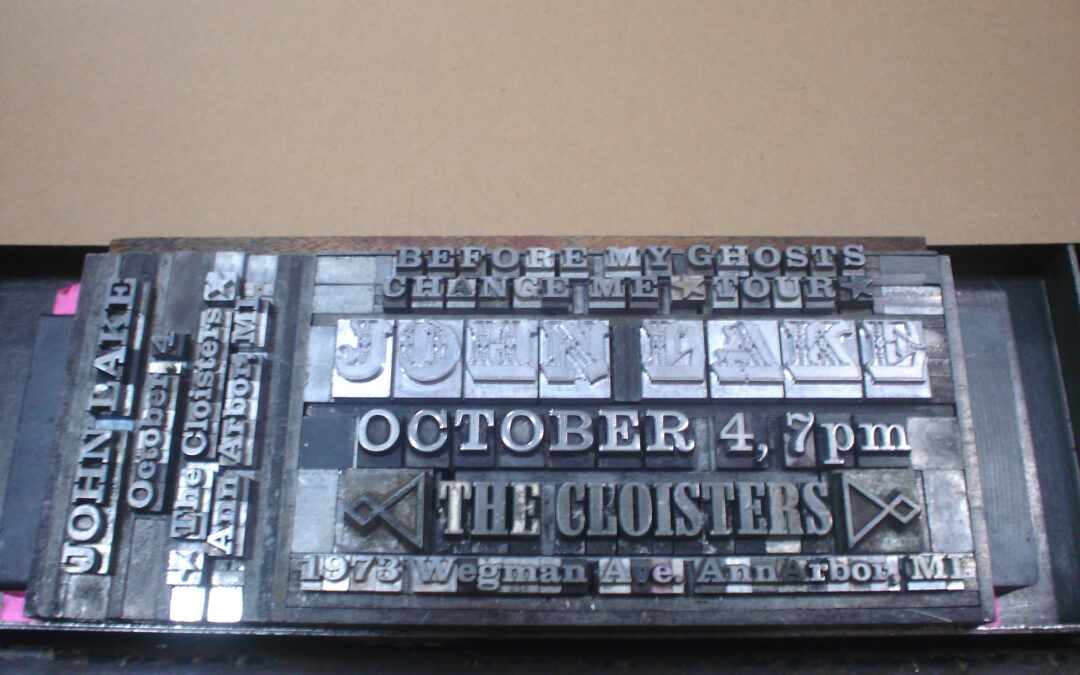 JOHN LAKE
October 4
The Cloisters
Ann Arbor, MI
BEFORE MY GHOSTS
CHANGE ME TOUR
JOHN LAKE
OCTOBER 4, 7pm
THE CLOISTERS
1973 Wegman Ave. Ann Arbor, MI.